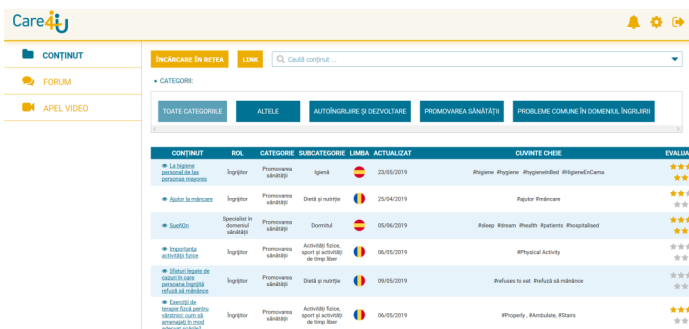 Care4U
CONȚINUT
FORUM
APEL VIDEO
ÎNCĂRCARE ÎN REȚEA
LINK
Caută conținut ...
• CATEGORII:
TOATE CATEGORIILE
ALTELE
AUTOÎNGRIJIRE ȘI DEZVOLTARE
PROMOVAREA SĂNĂTĂȚII
PROBLEME COMUNE ÎN DOMENIUL ÎNGRIJIRII
CONȚINUT ROL CATEGORIE SUBCATEGORIE LIMBA ACTUALIZAT CUVINTE CHEIE EVALUA
La higiene
personal de las
personas mayores
Îngrijitor
Promovarea
sănătății
Igienă
23/05/2019
#higiene #hygiene #hygieneInBed #HigieneEnCama
Ajutor la mâncare
Îngrijitor
Promovarea
sănătății
Dietă și nutriție
25/04/2019
#ajutor #mâncare
SueñOn
Specialist în
domeniul
sănătății
Promovarea
sănătății
Dormitul
05/06/2019
#sleep #dream #health #patients #hospitalised
Importanța
activității fizice
Îngrijitor
Promovarea
sănătății
Activități fizice,
sport și activități
de timp liber
06/05/2019
#Physical Activity
Sfaturi legate de
cazuri în care
persoana îngrijită
refuză să mănânce
Îngrijitor
Promovarea
sănătății
Dietă și nutriție
09/05/2019
#refuses to eat #refuză să mănânce
Exerciții de
terapie fizică pentru
vârstnici: cum să
amenajați în mod
adecvat scările?
Îngrijitor
Promovarea
sănătății
Activități fizice,
sport și activități
de timp liber
06/05/2019
#Properly , #Ambulate, #Stairs